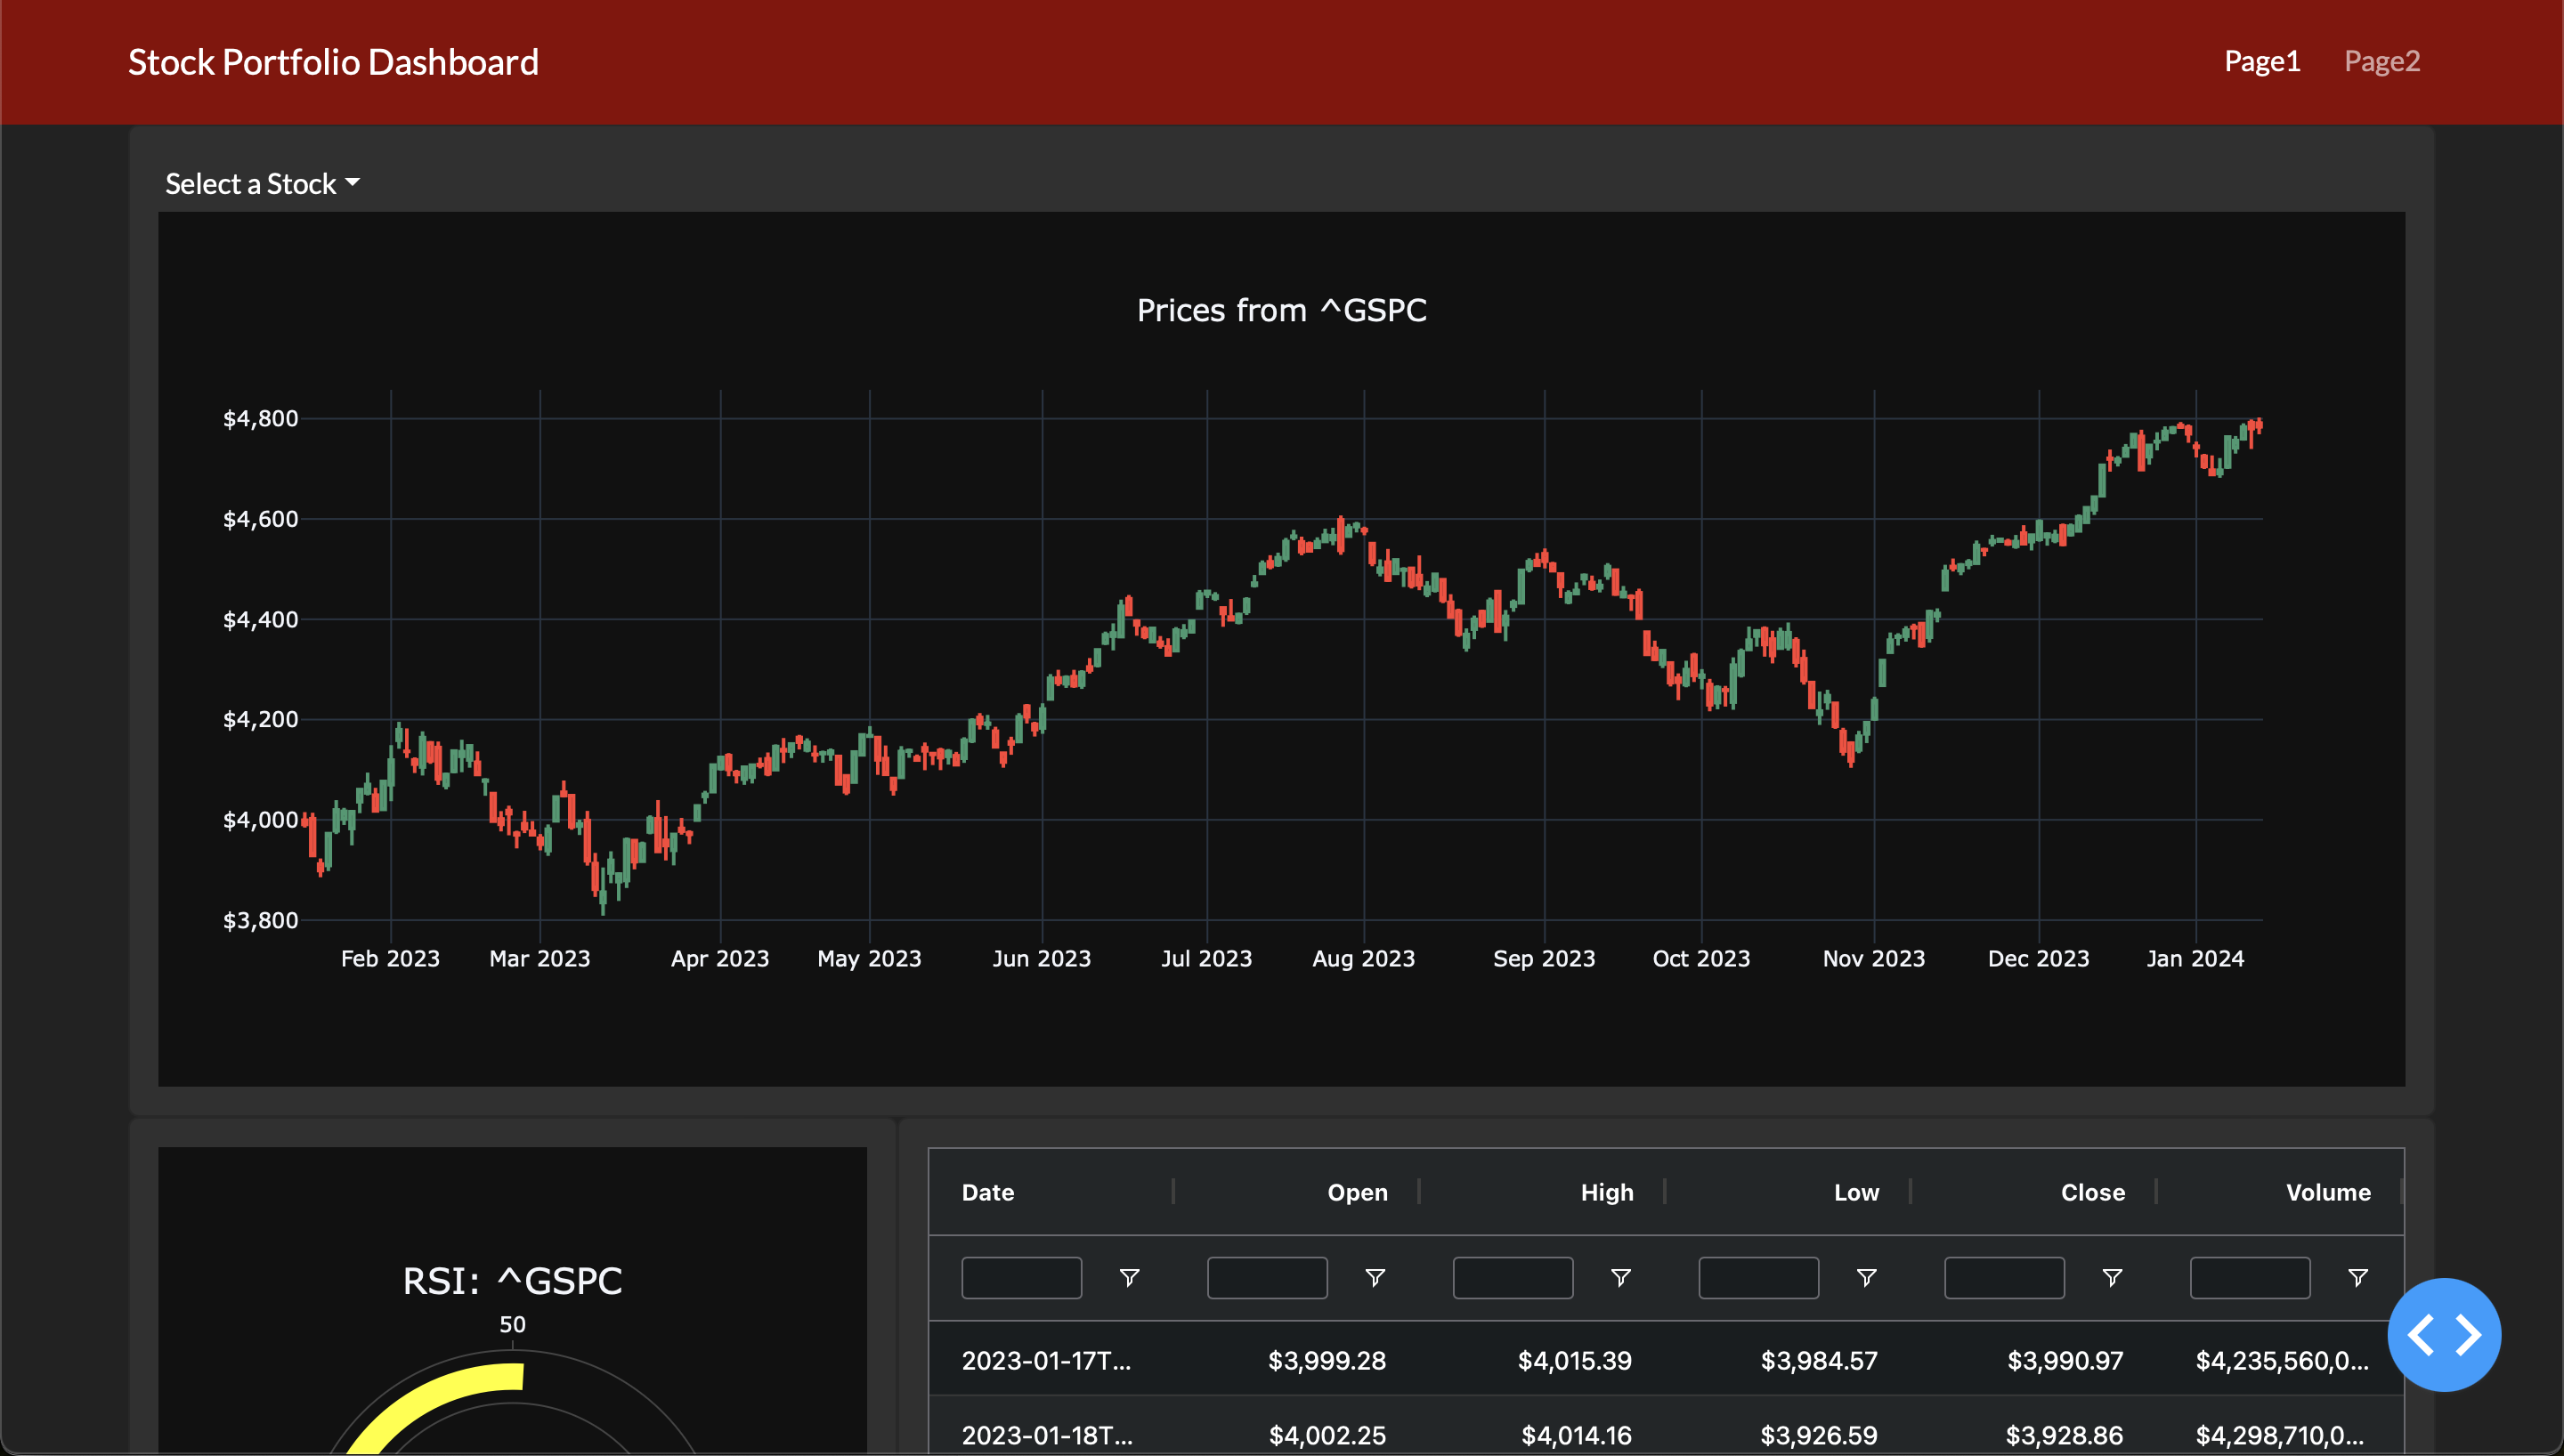 Stock Portfolio Dashboard Page1 Page2
Select a Stock
Prices from ^GSPC
$4,800
$4,600
$4,400
$4,200
$4,000
$3,800
Feb 2023 Mar 2023 Apr 2023 May 2023 Jun 2023 Jul 2023 Aug 2023 Sep 2023 Oct 2023 Nov 2023 Dec 2023 Jan 2024
RSI: ^GSPC
50
Date Open High Low Close Volume
2023-01-17T... $3,999.28 $4,015.39 $3,984.57 $3,990.97 $4,235,560,0...
2023-01-18T... $4,002.25 $4,014.16 $3,926.59 $3,928.86 $4,298,710,0...